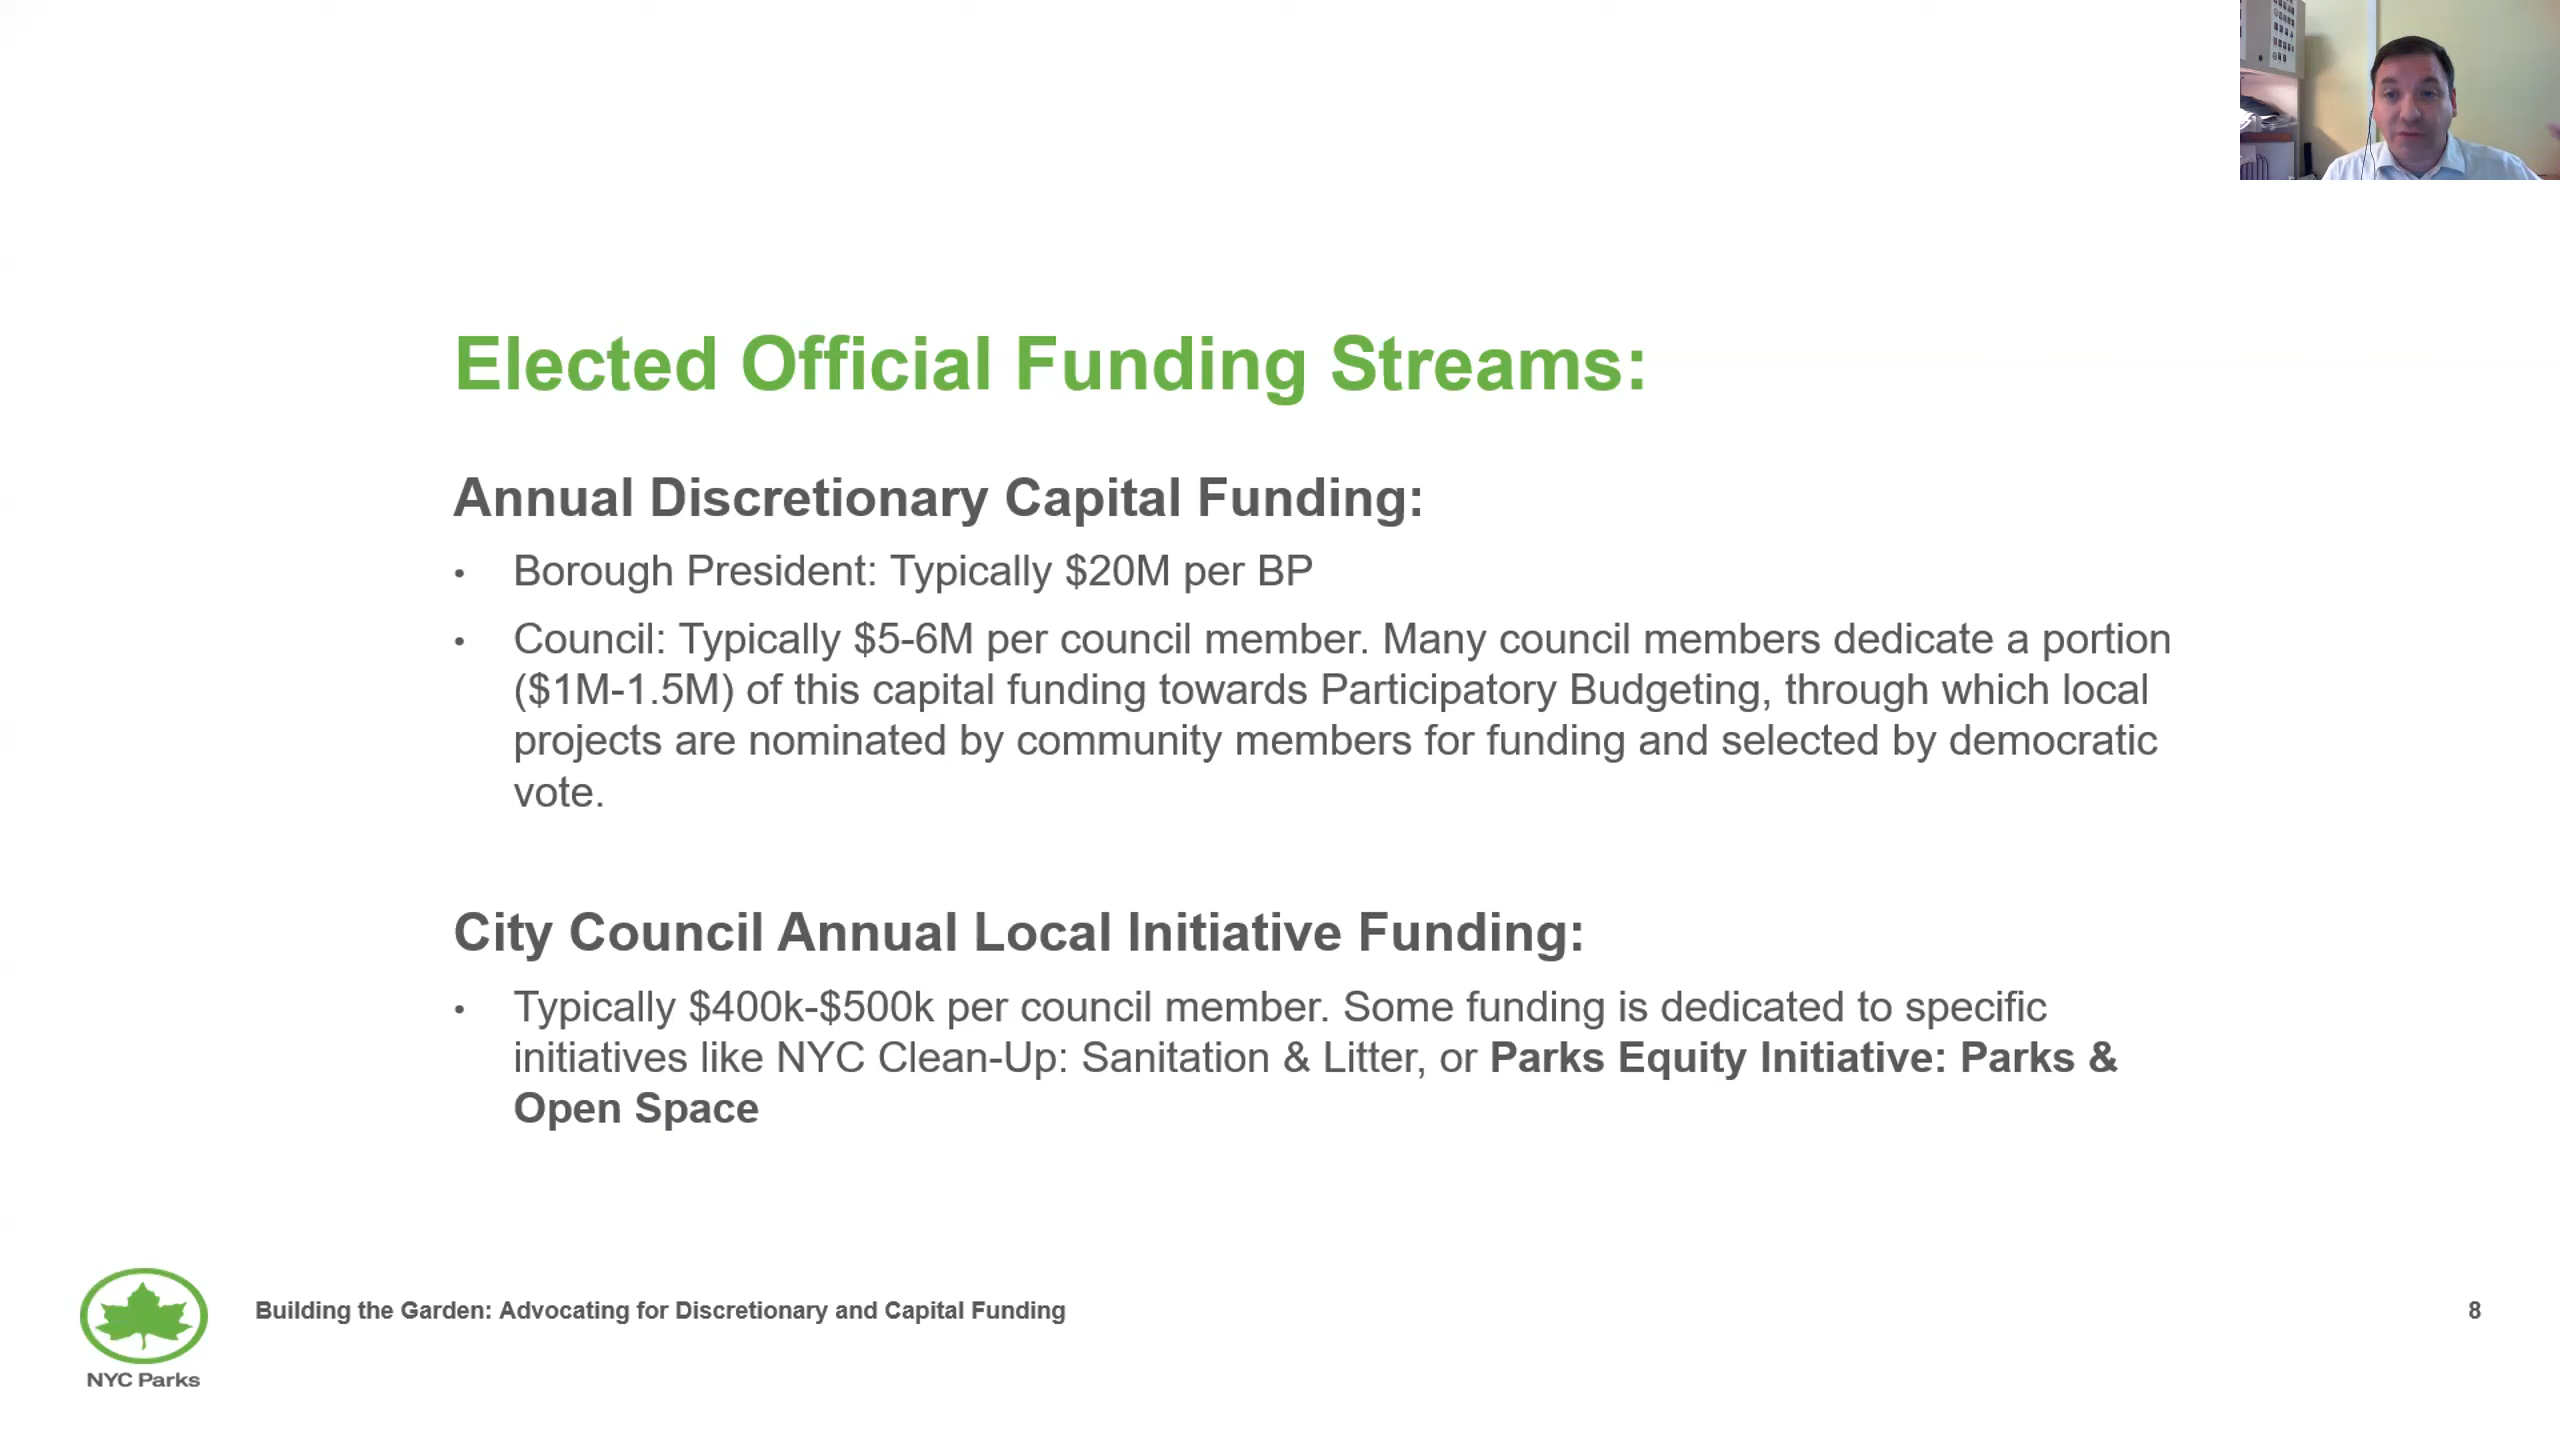 Elected Official Funding Streams:
Annual Discretionary Capital Funding:
• Borough President: Typically $20M per BP
• Council: Typically $5-6M per council member. Many council members dedicate a portion
($1M-1.5M) of this capital funding towards Participatory Budgeting, through which local
projects are nominated by community members for funding and selected by democratic
vote.
City Council Annual Local Initiative Funding:
• Typically $400k-$500k per council member. Some funding is dedicated to specific
initiatives like NYC Clean-Up: Sanitation & Litter, or Parks Equity Initiative: Parks &
Open Space
Building the Garden: Advocating for Discretionary and Capital Funding
8
NYC Parks